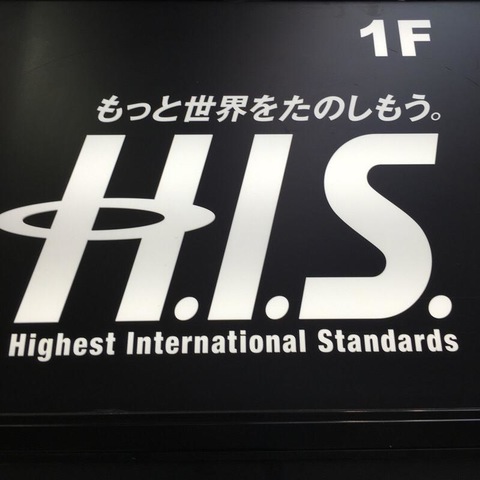 1F
もっと世界をたのしもう。
H.I.S.
Highest International Standards